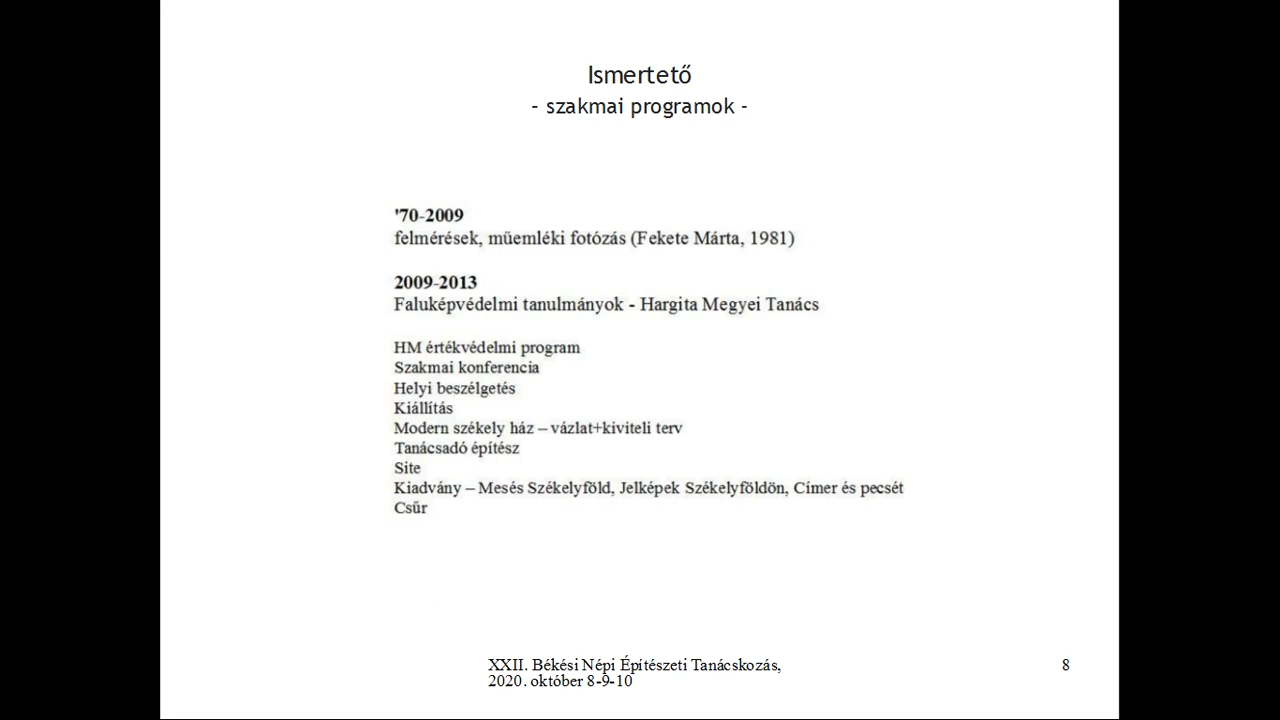 Ismertető
- szakmai programok -
'70-2009
felmérések, műemléki fotózás (Fekete Márta, 1981)
2009-2013
Faluképvédelmi tanulmányok - Hargita Megyei Tanács
HM értékvédelmi program
Szakmai konferencia
Helyi beszélgetés
Kiállítás
Modern székely ház – vázlat+kiviteli terv
Tanácsadó építész
Site
Kiadvány – Mesés Székelyföld, Jelképek Székelyföldön, Címer és pecsét
Csűr
XXII. Békési Népi Építészeti Tanácskozás,
2020. október 8-9-10
8